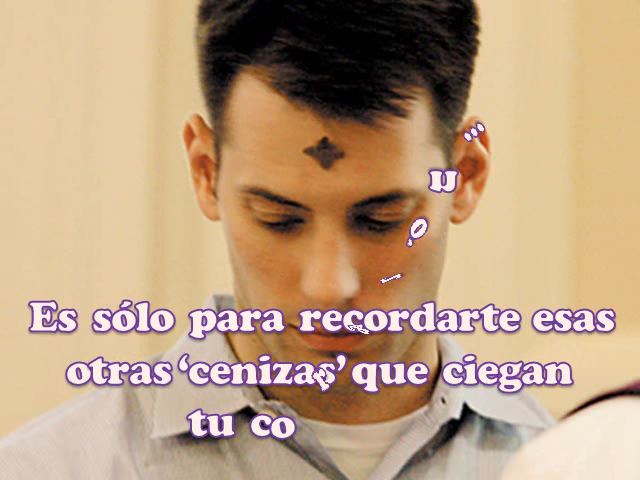 Es sólo para recordarte esas
otras ‘cenizas’ que ciegan
tu co